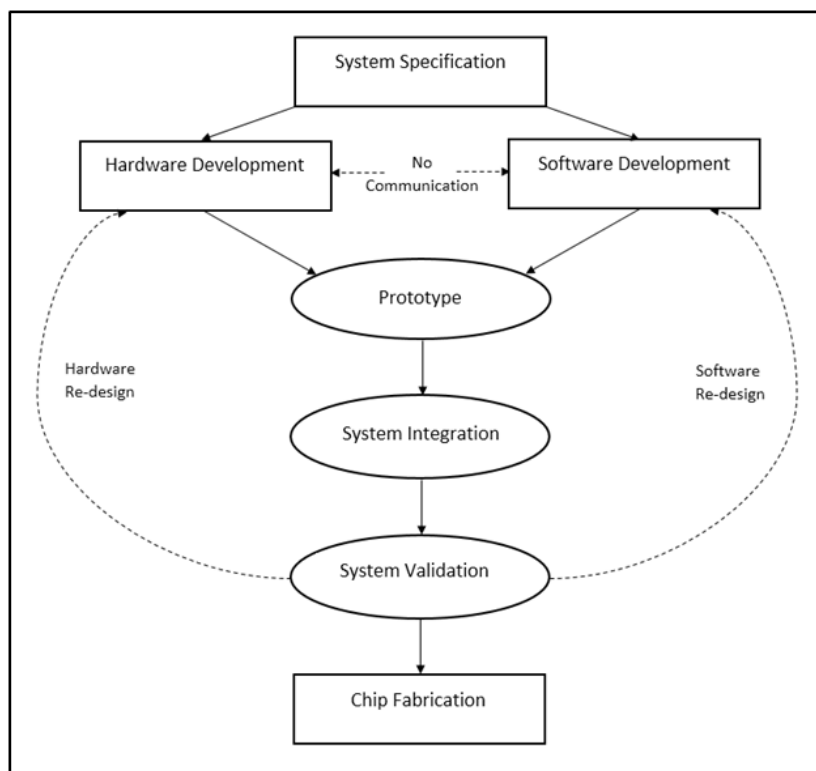 System Specification
Hardware Development
No
Communication
Software Development
Prototype
Hardware
Re-design
Software
Re-design
System Integration
System Validation
Chip Fabrication